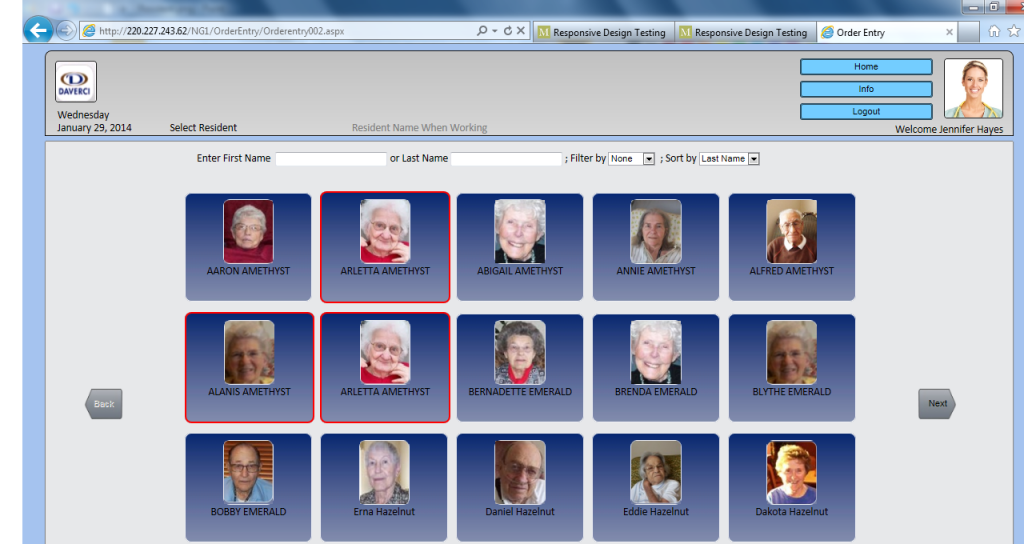 http://220.227.243.62/NG1/OrderEntry/Orderentry002.aspx
M Responsive Design Testing
M Responsive Design Testing
Order Entry
DAVERCI
Home
Info
Logout
Wednesday
January 29, 2014
Select Resident
Resident Name When Working
Welcome Jennifer Hayes
Enter First Name or Last Name ; Filter by None ; Sort by Last Name
AARON AMETHYST
ARLETTA AMETHYST
ABIGAIL AMETHYST
ANNIE AMETHYST
ALFRED AMETHYST
ALANIS AMETHYST
ARLETTA AMETHYST
BERNADETTE EMERALD
BRENDA EMERALD
BLYTHE EMERALD
Back
Next
BOBBY EMERALD
Erna Hazelnut
Daniel Hazelnut
Eddie Hazelnut
Dakota Hazelnut